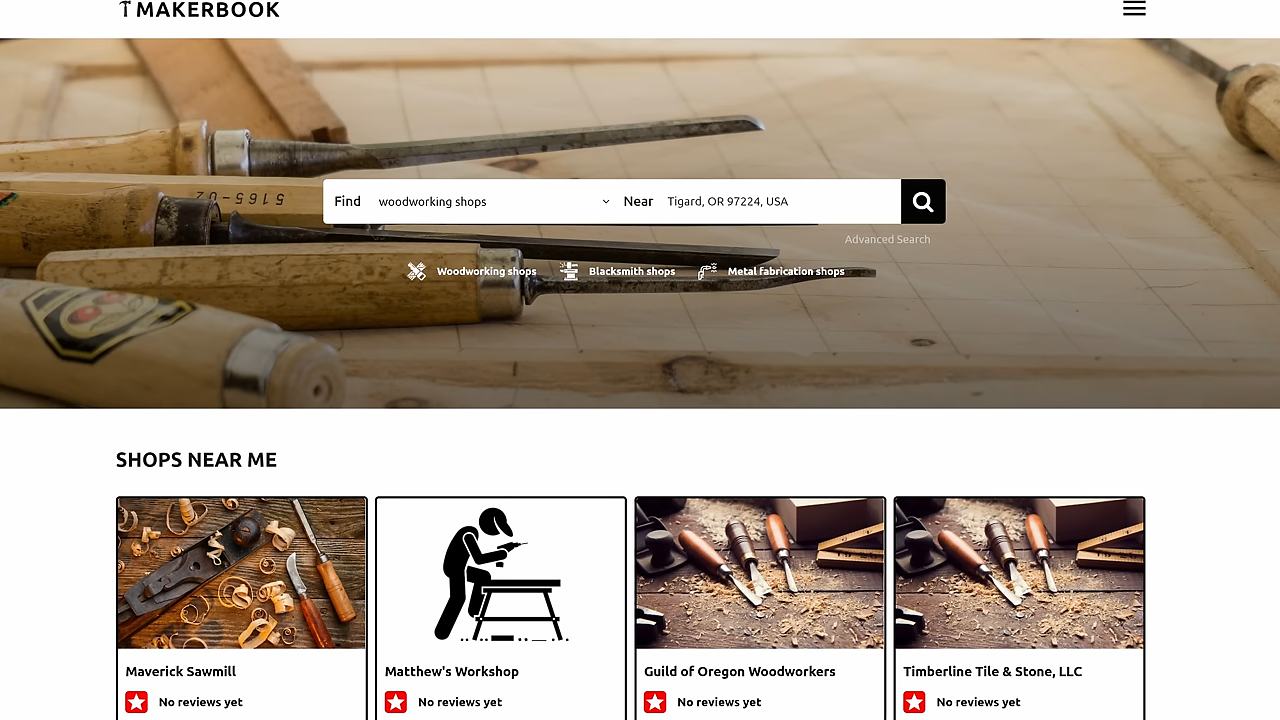 MAKERBOOK
5165-02
Find woodworking shops Near Tigard, OR 97224, USA
Advanced Search
Woodworking shops Blacksmith shops Metal fabrication shops
SHOPS NEAR ME
Maverick Sawmill
No reviews yet
Matthew's Workshop
No reviews yet
Guild of Oregon Woodworkers
No reviews yet
Timberline Tile & Stone, LLC
No reviews yet